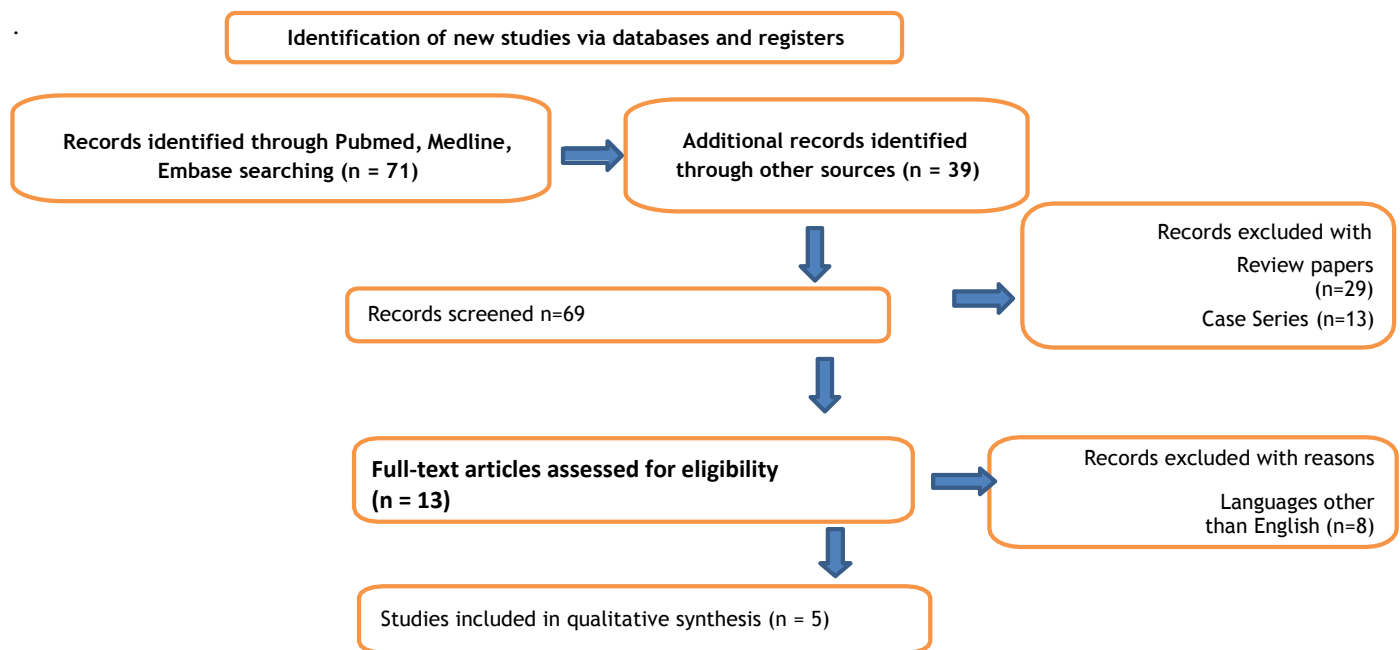 .
Identification of new studies via databases and registers
Records identified through Pubmed, Medline,
Embase searching (n = 71)
Additional records identified
through other sources (n = 39)
Records excluded with
Review papers
(n=29)
Case Series (n=13)
Records screened n=69
Full-text articles assessed for eligibility
(n = 13)
Records excluded with reasons
Languages other
than English (n=8)
Studies included in qualitative synthesis (n = 5)